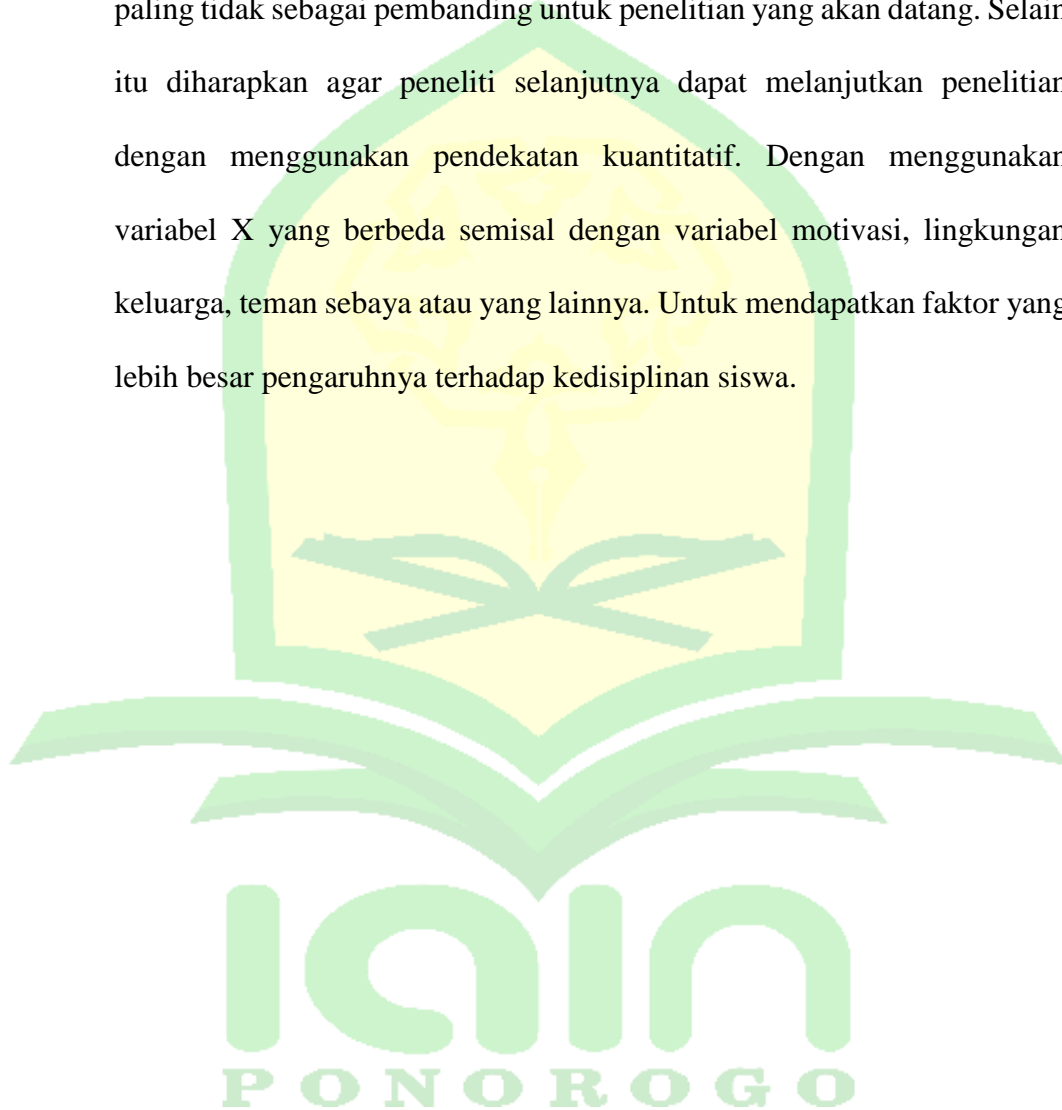 paling tidak sebagai pembanding untuk penelitian yang akan datang. Selain
itu diharapkan agar peneliti selanjutnya dapat melanjutkan penelitian
dengan menggunakan pendekatan kuantitatif. Dengan menggunakan
variabel X yang berbeda semisal dengan variabel motivasi, lingkungan
keluarga, teman sebaya atau yang lainnya. Untuk mendapatkan faktor yang
lebih besar pengaruhnya terhadap kedisiplinan siswa.
IAIN
PONOROGO